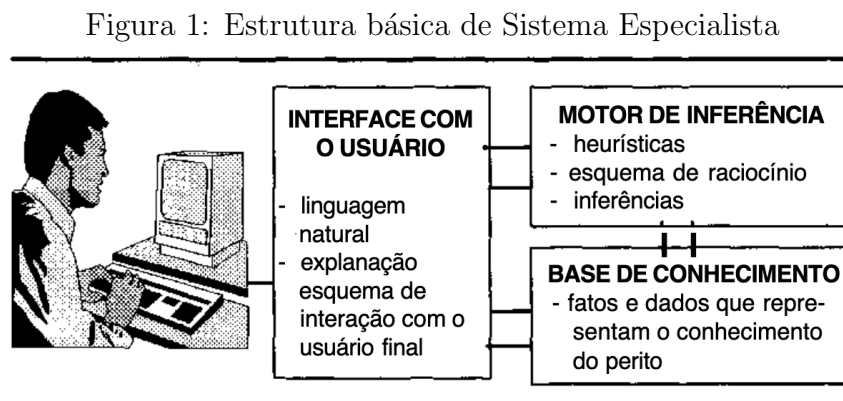 Figura 1: Estrutura básica de Sistema Especialista
INTERFACE COM
O USUÁRIO
- linguagem
natural
- explanação
esquema de
interação com o
usuário final
MOTOR DE INFERÊNCIA
- heurísticas
- esquema de raciocínio
- inferências
BASE DE CONHECIMENTO
- fatos e dados que repre-
sentam o conhecimento
do perito